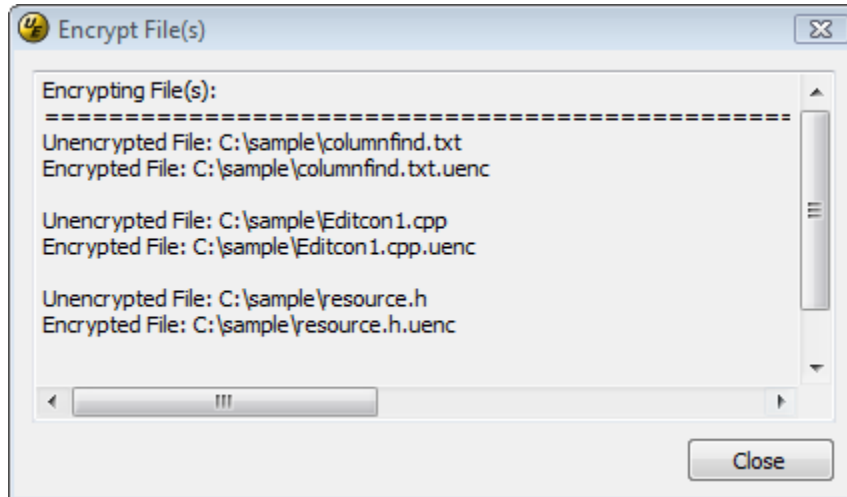 Encrypt File(s)
Encrypting File(s):
================================================
Unencrypted File: C:\sample\columnfind.txt
Encrypted File: C:\sample\columnfind.txt.uenc
Unencrypted File: C:\sample\Editcon1.cpp
Encrypted File: C:\sample\Editcon1.cpp.uenc
Unencrypted File: C:\sample\resource.h
Encrypted File: C:\sample\resource.h.uenc
Close